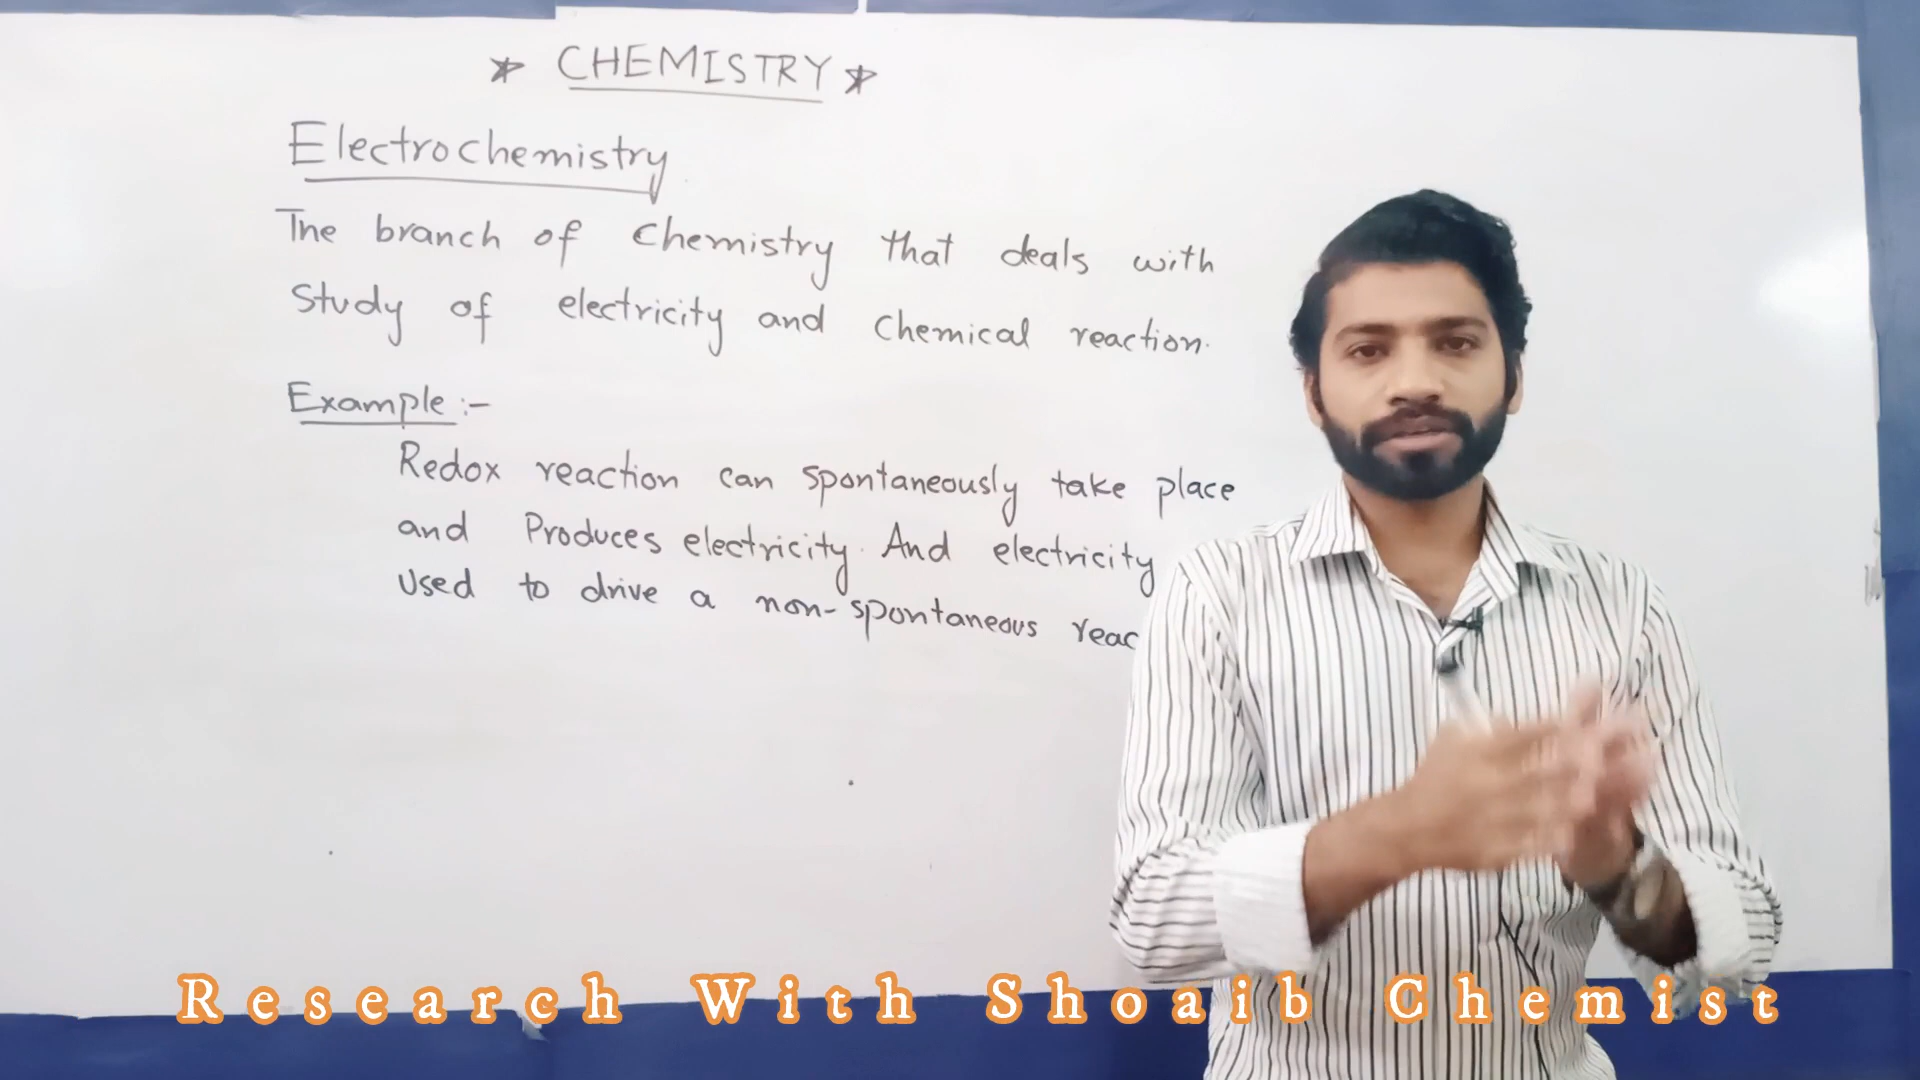 * CHEMISTRY *
Electrochemistry
The branch of chemistry that deals with
Study of electricity and Chemical reaction.
Example :-
Redox reaction can spontaneously take place
and Produces electricity. And electricity
Used to drive a non-spontaneous reac
Research With Shoaib Chemist